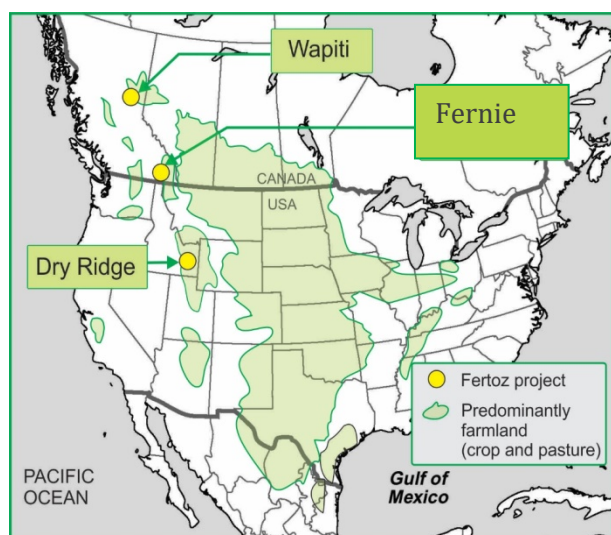 Wapiti
Fernie
CANADA
USA
Dry Ridge
Fertoz project
Predominantly
farmland
(crop and pasture)
PACIFIC
OCEAN
Gulf of
Mexico